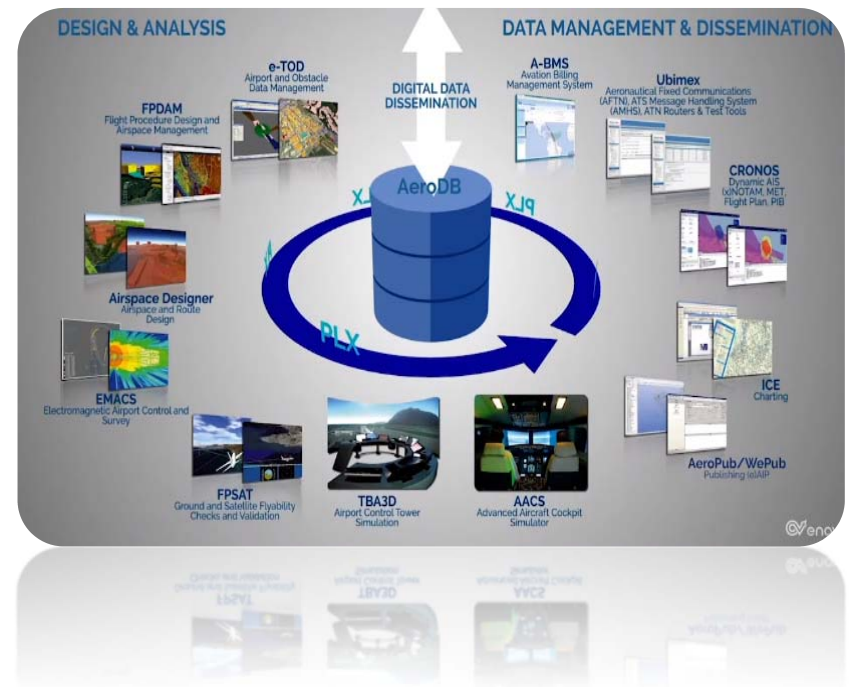 DESIGN & ANALYSIS
DATA MANAGEMENT & DISSEMINATION
e-TOD
Airport and Obstacle
Data Management
DIGITAL DATA
DISSEMINATION
A-BMS
Avation Billing
Management System
Ubimex
Aeronautical Fixed Communications
(AFTN), ATS Message Handling System
(AMHS), ATN Routers & Test Tools
FPDAM
Flight Procedure Design and
Airspace Management
CRONOS
Dynamic AIS
(x)NOTAM, MET,
Flight Plan, PIB
AeroDB
PLX
PLX
Airspace Designer
Airspace and Route
Design
EMACS
Electromagnetic Airport Control and
Survey
ICE
Charting
AeroPub/WePub
Publishing (e)AIP
FPSAT
Ground and Satellite Flyability
Checks and Validation
TBA3D
Airport Control Tower
Simulation
AACS
Advanced Aircraft Cockpit
Simulator